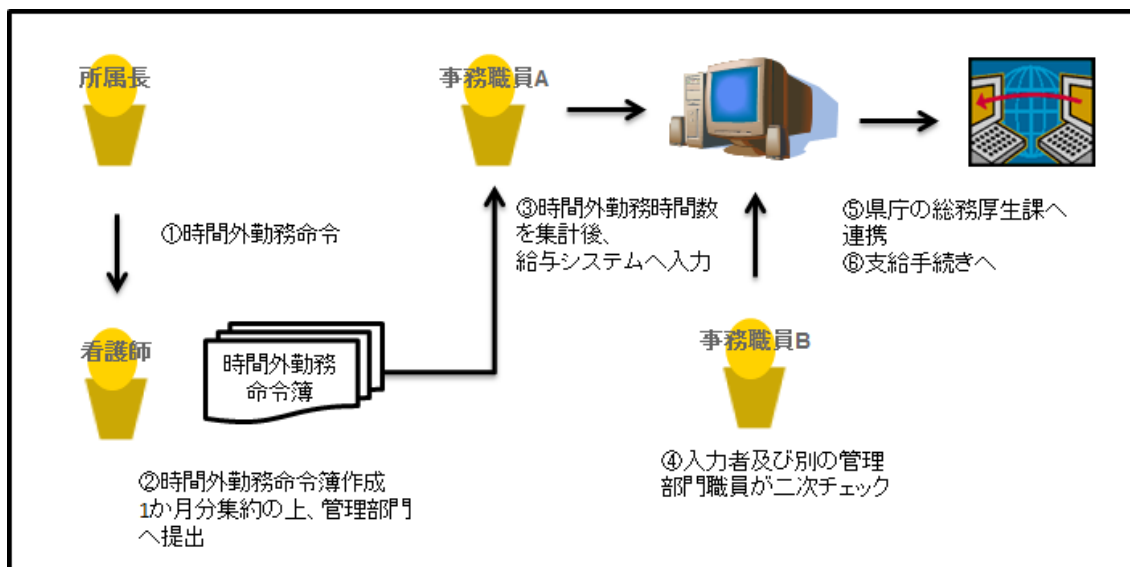 所属長
事務職員A
①時間外勤務命令
③時間外勤務時間数
を集計後、
給与システムへ入力
⑤県庁の総務厚生課へ
連携
⑥支給手続きへ
看護師
時間外勤務
命令簿
事務職員B
②時間外勤務命令簿作成
1か月分集約の上、管理部門
へ提出
④入力者及び別の管理
部門職員が二次チェック